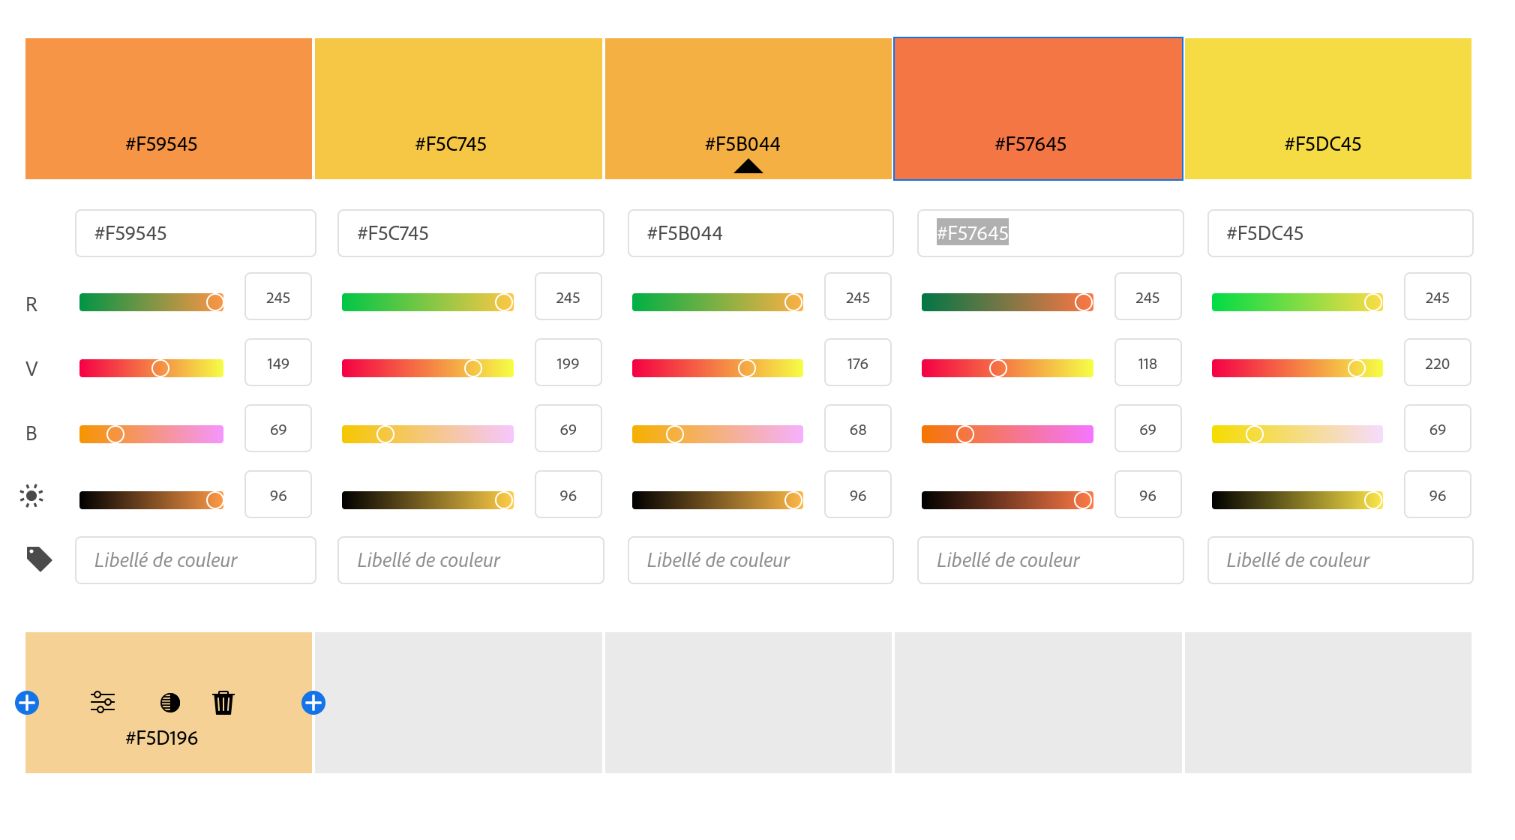 #F59545 #F5C745 #F5B044 #F57645 #F5DC45
#F59545 #F5C745 #F5B044 #F57645 #F5DC45
R 245 245 245 245 245
V 149 199 176 118 220
B 69 69 68 69 69
96 96 96 96 96
Libellé de couleur Libellé de couleur Libellé de couleur Libellé de couleur Libellé de couleur
#F5D196